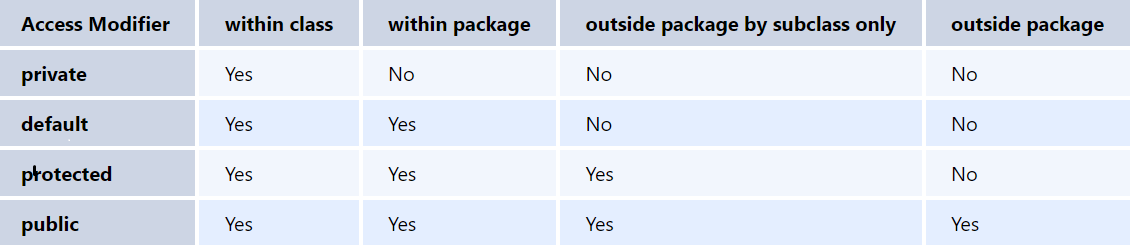 Access Modifier within class within package outside package by subclass only outside package
private Yes No No No
default Yes Yes No No
protected Yes Yes Yes No
public Yes Yes Yes Yes